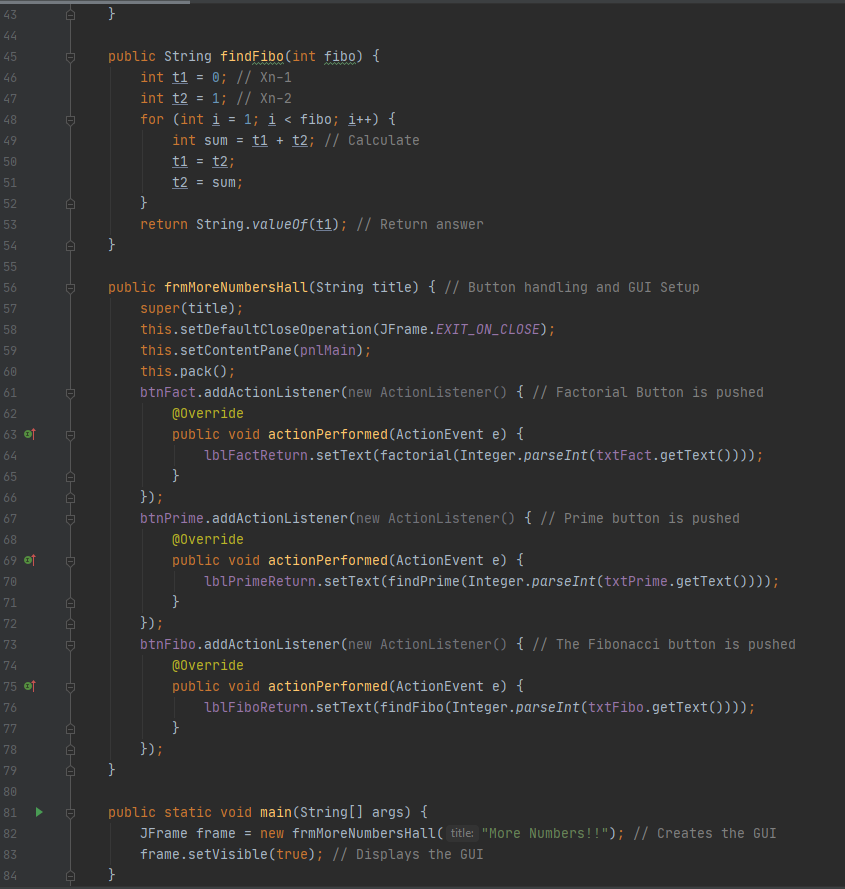 43 }
44
45 public String findFibo(int fibo) {
46 int t1 = 0; // Xn-1
47 int t2 = 1; // Xn-2
48 for (int i = 1; i < fibo; i++) {
49 int sum = t1 + t2; // Calculate
50 t1 = t2;
51 t2 = sum;
52 }
53 return String.valueOf(t1); // Return answer
54 }
55
56 public frmMoreNumbersHall(String title) { // Button handling and GUI Setup
57 super(title);
58 this.setDefaultCloseOperation(JFrame.EXIT_ON_CLOSE);
59 this.setContentPane(pnlMain);
60 this.pack();
61 btnFact.addActionListener(new ActionListener() { // Factorial Button is pushed
62 @Override
63 public void actionPerformed(ActionEvent e) {
64 lblFactReturn.setText(factorial(Integer.parseInt(txtFact.getText())));
65 }
66 });
67 btnPrime.addActionListener(new ActionListener() { // Prime button is pushed
68 @Override
69 public void actionPerformed(ActionEvent e) {
70 lblPrimeReturn.setText(findPrime(Integer.parseInt(txtPrime.getText())));
71 }
72 });
73 btnFibo.addActionListener(new ActionListener() { // The Fibonacci button is pushed
74 @Override
75 public void actionPerformed(ActionEvent e) {
76 lblFiboReturn.setText(findFibo(Integer.parseInt(txtFibo.getText())));
77 }
78 });
79 }
80
81 public static void main(String[] args) {
82 JFrame frame = new frmMoreNumbersHall( title: "More Numbers!!"); // Creates the GUI
83 frame.setVisible(true); // Displays the GUI
84 }